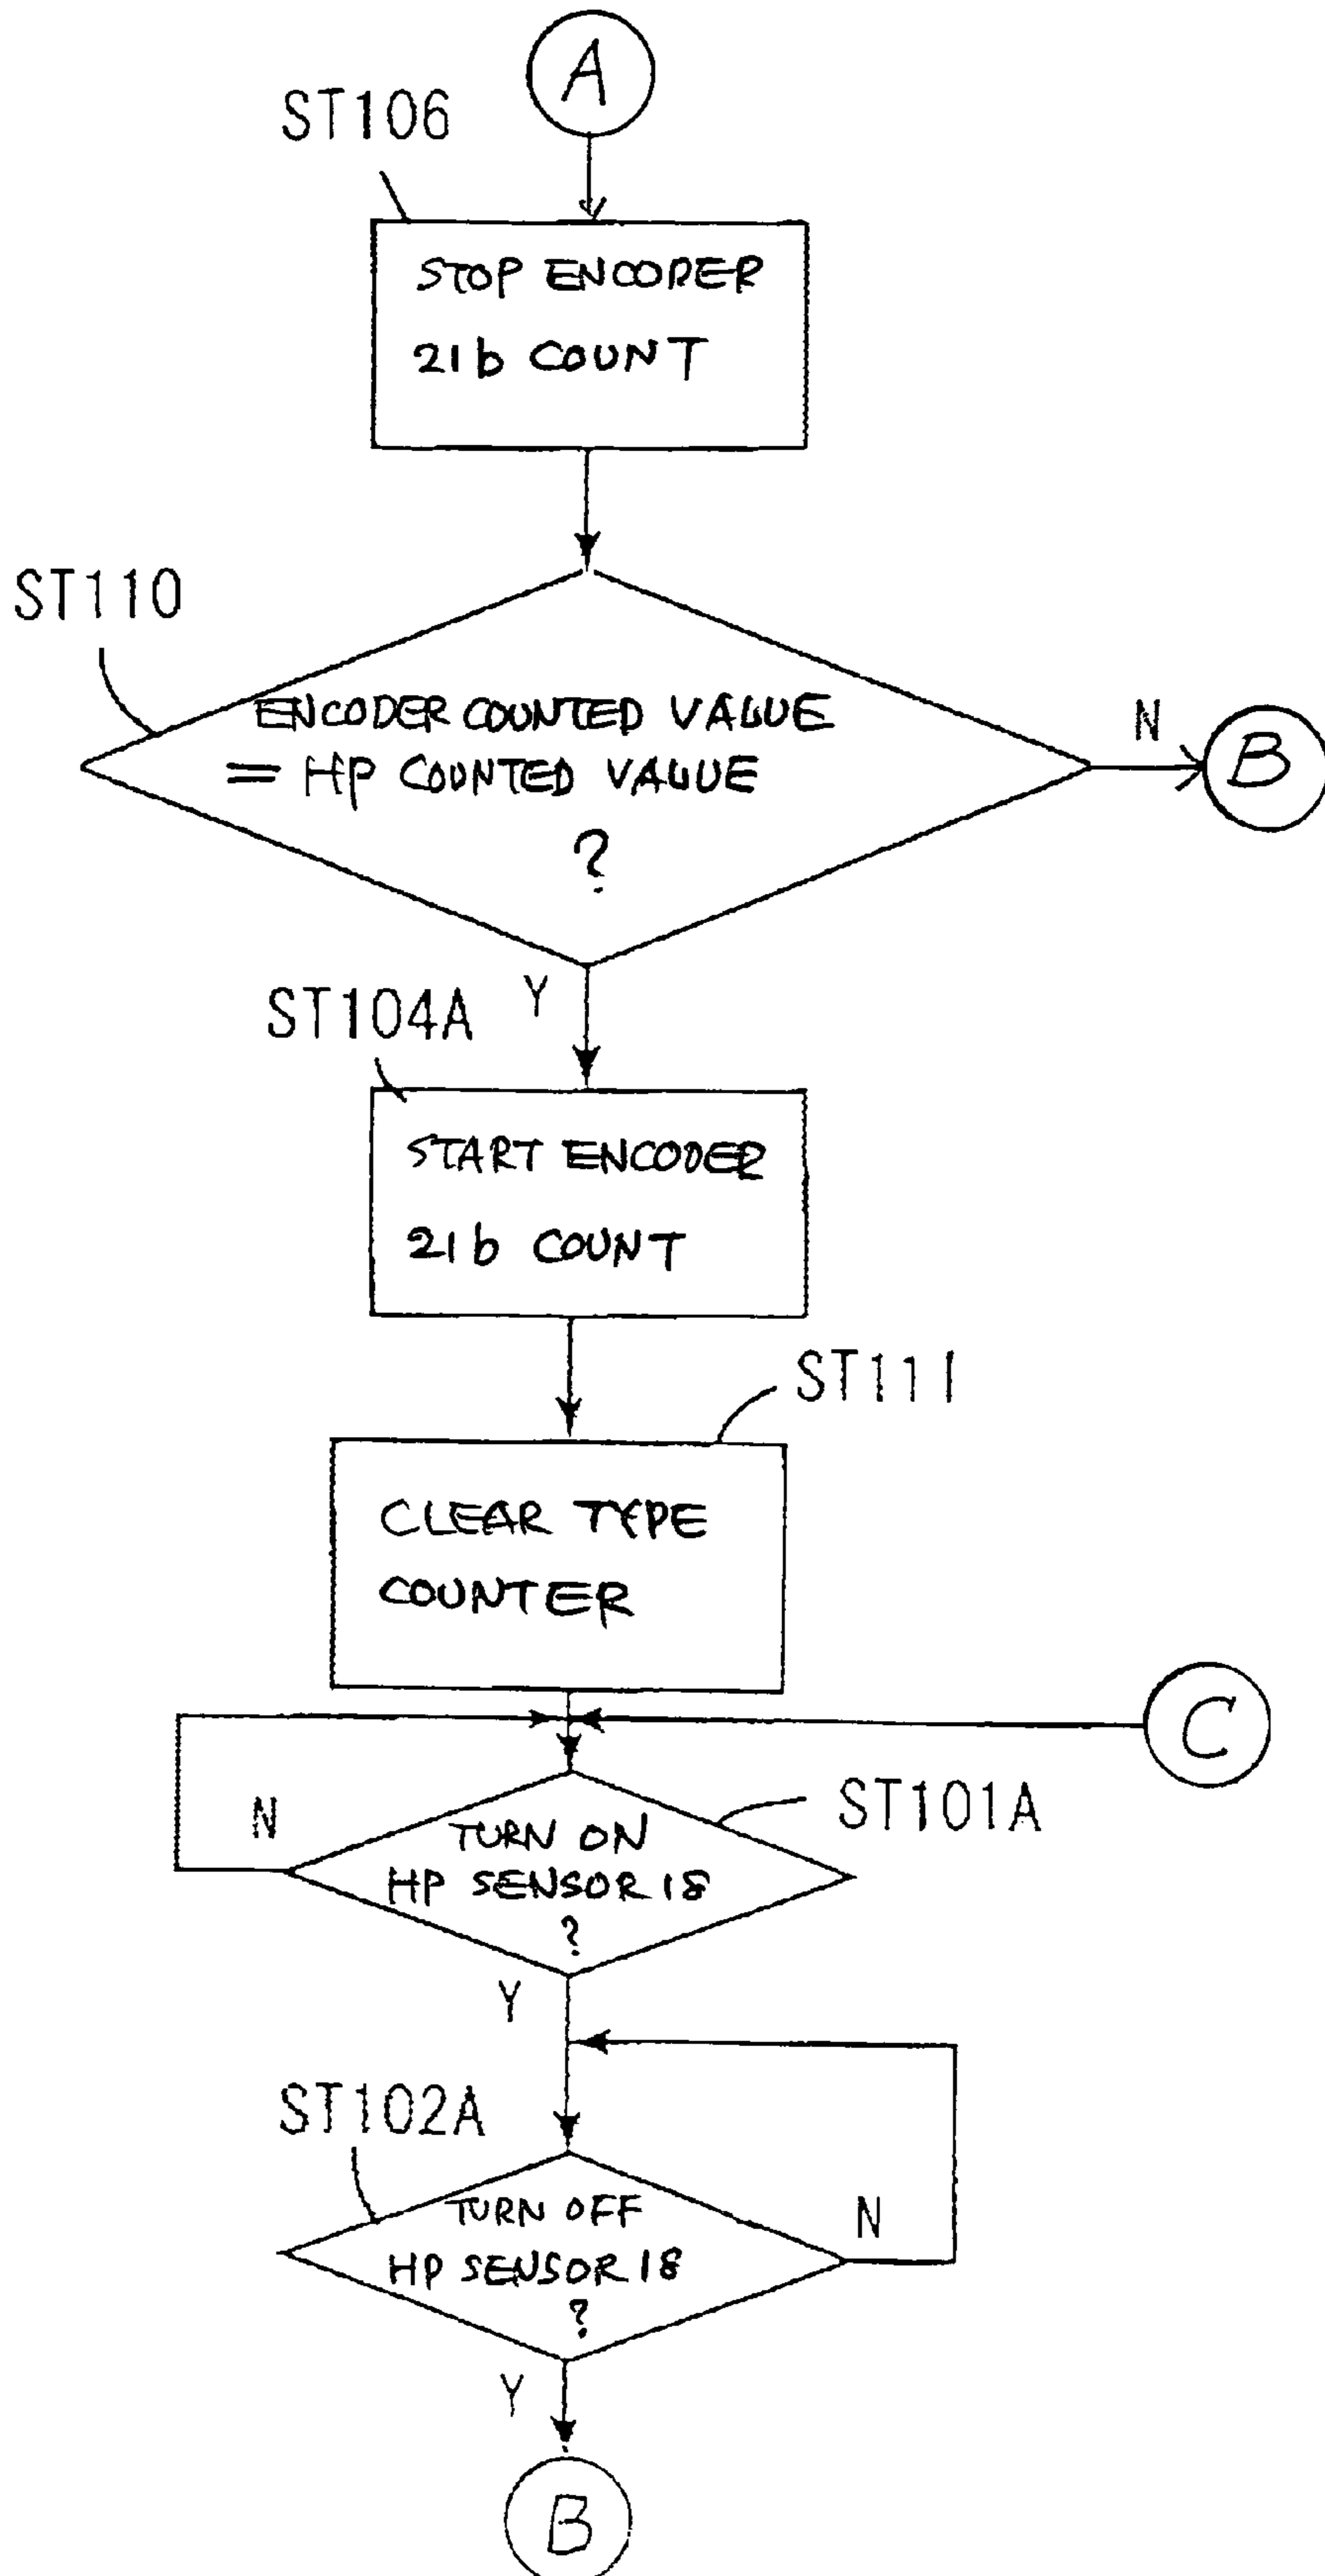 A
ST106
STOP ENCODER
21b COUNT
ST110
ENCODER COUNTED VALUE
= HP COUNTED VALUE
?
N
B
Y
ST104A
START ENCODER
21b COUNT
ST111
CLEAR TYPE
COUNTER
C
ST101A
N
TURN ON
HP SENSOR 18
?
Y
ST102A
TURN OFF
HP SENSOR 18
?
N
Y
B